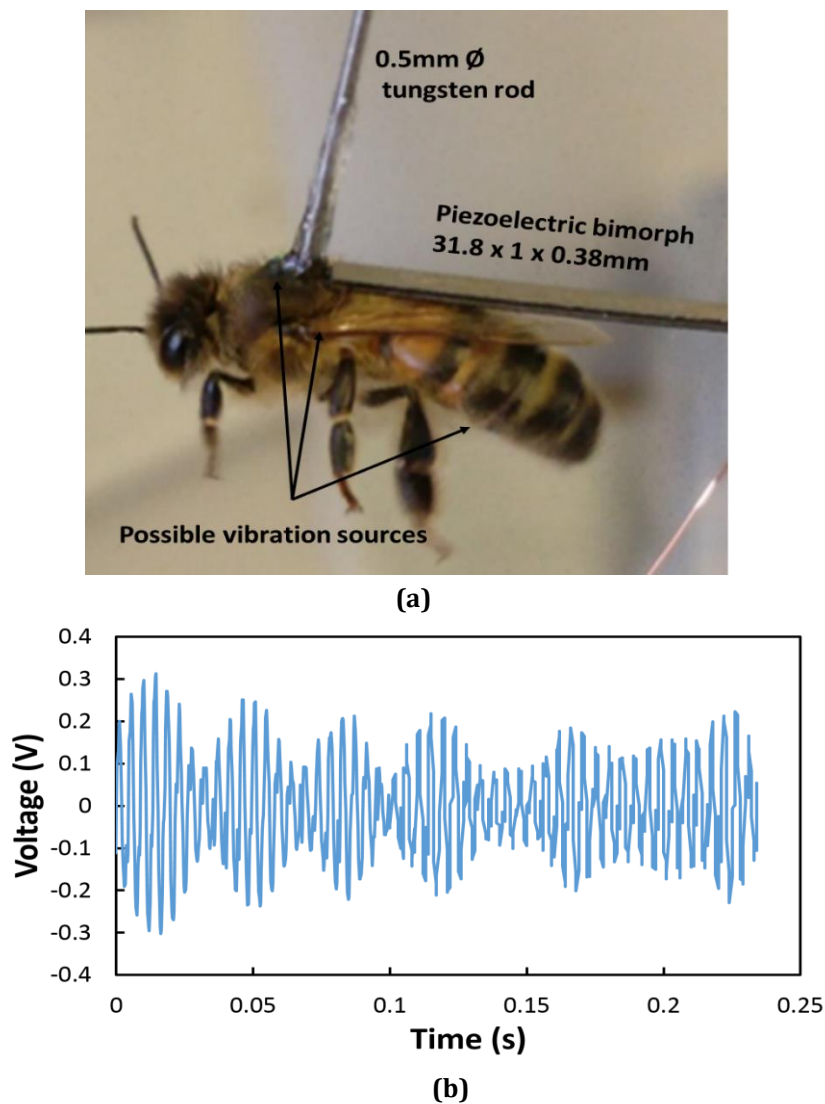 0.5mm Ø
tungsten rod
Piezoelectric bimorph
31.8 x 1 x 0.38mm
Possible vibration sources
(a)
0.4
0.3
0.2
0.1
0
-0.1
-0.2
-0.3
-0.4
Voltage (V)
0 0.05 0.1 0.15 0.2 0.25
Time (s)
(b)